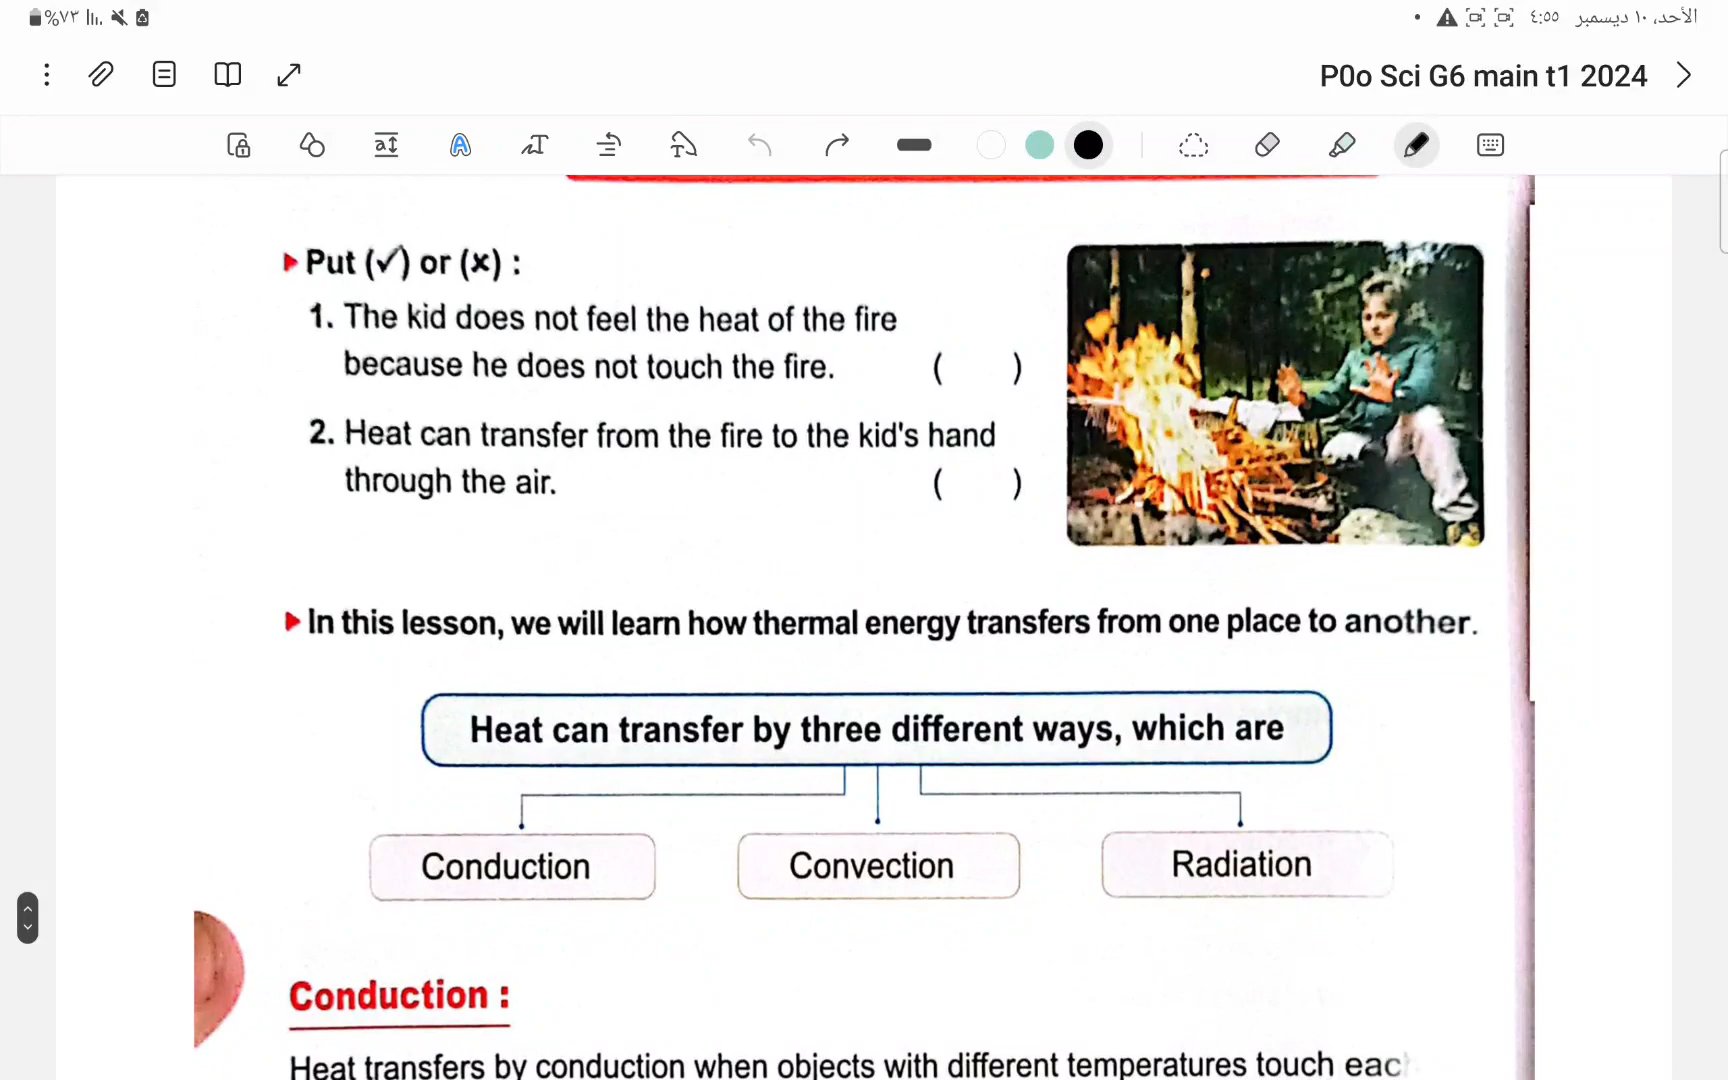 %٧٣
الأحد، ١٠ ديسمبر ٤:٥٥
P0o Sci G6 main t1 2024
Put (✓) or (×) :
1. The kid does not feel the heat of the fire
because he does not touch the fire. ( )
2. Heat can transfer from the fire to the kid's hand
through the air. ( )
In this lesson, we will learn how thermal energy transfers from one place to another.
Heat can transfer by three different ways, which are
Conduction
Convection
Radiation
Conduction :
Heat transfers by conduction when objects with different temperatures touch eac